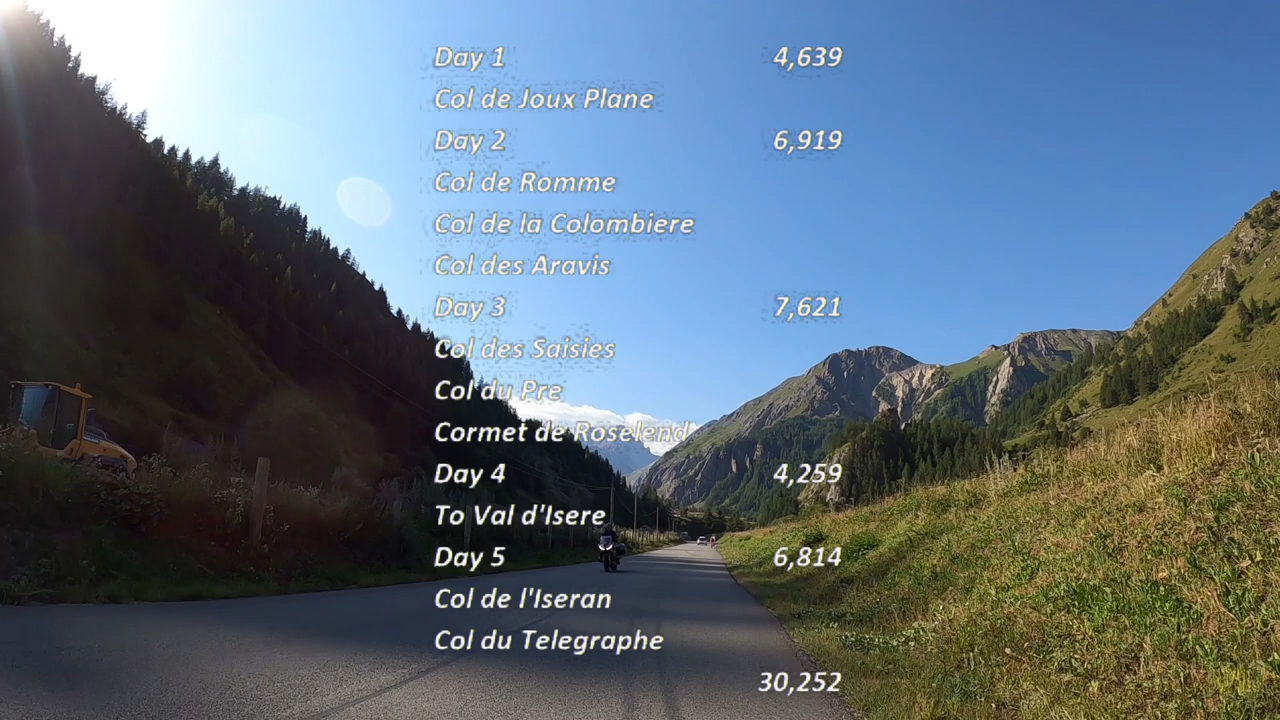 Day 1 4,639
Col de Joux Plane
Day 2 6,919
Col de Romme
Col de la Colombiere
Col des Aravis
Day 3 7,621
Col des Saisies
Col du Pre
Cormet de Roselend
Day 4 4,259
To Val d'Isere
Day 5 6,814
Col de l'Iseran
Col du Telegraphe
30,252